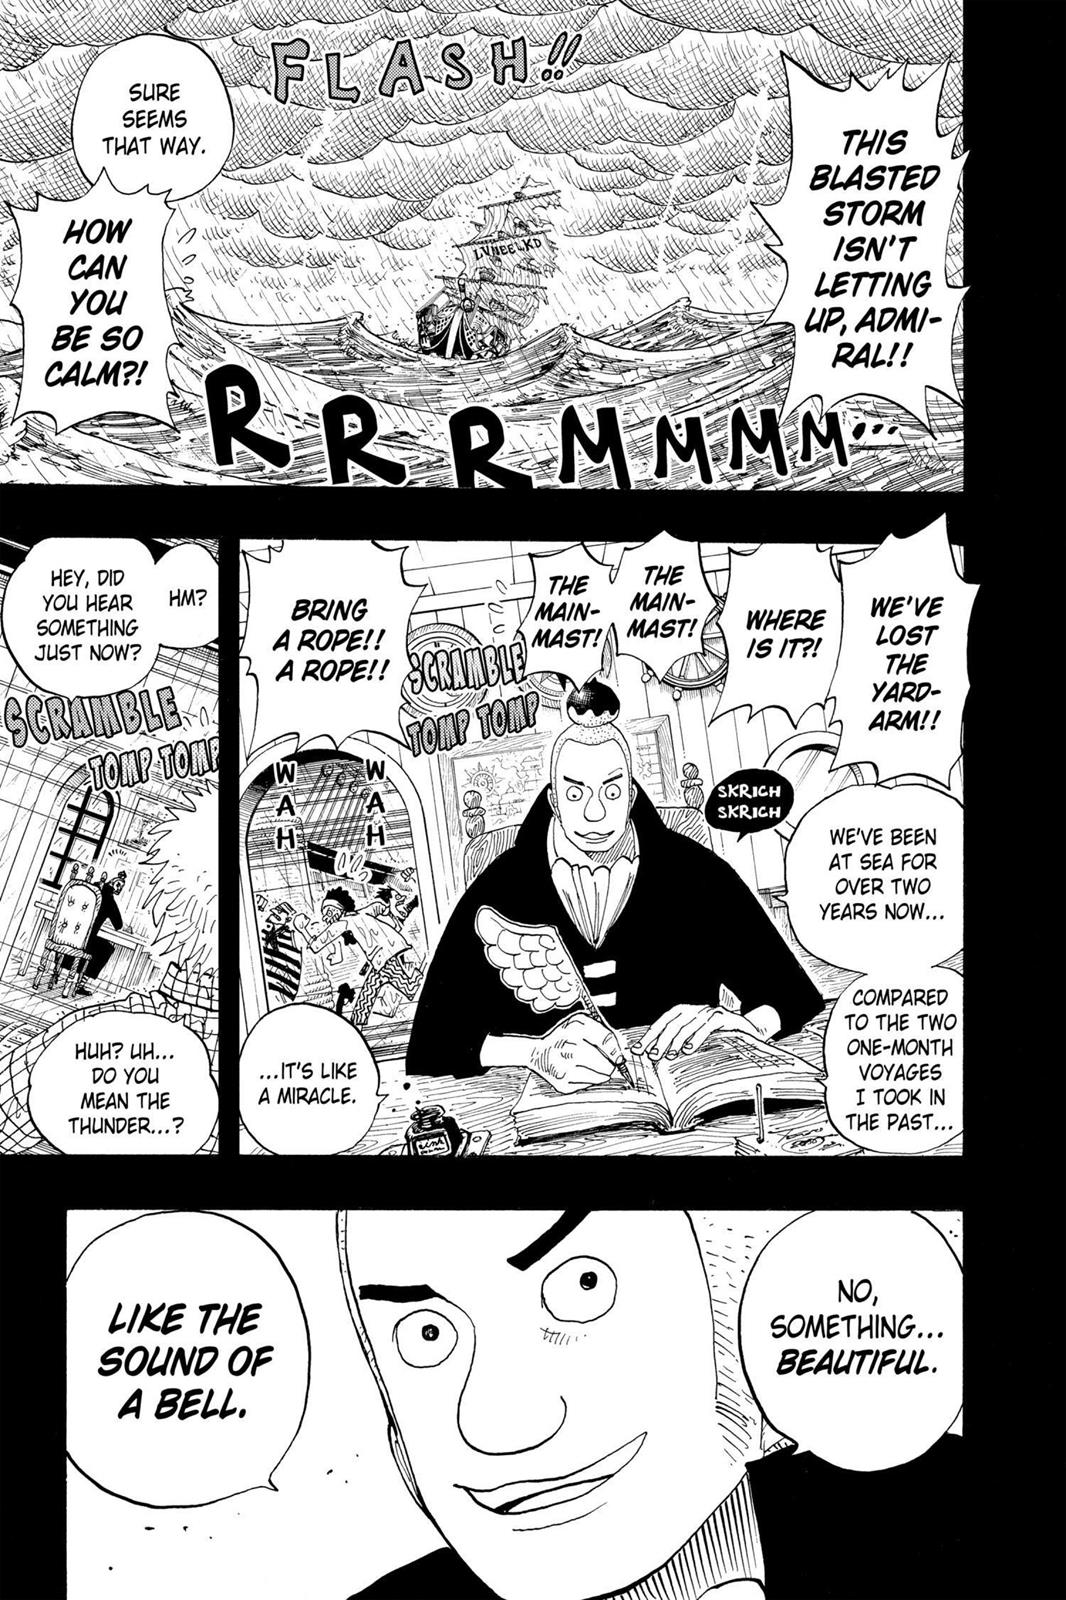 FLASH!!
THIS
BLASTED
STORM
ISN'T
LETTING
UP, ADMI-
RAL!!
SURE
SEEMS
THAT WAY.
HOW
CAN
YOU
BE SO
CALM?!
LVNEELKD
RRRMMMM...
WE'VE
LOST
THE
YARD-
ARM!!
WHERE
IS IT?!
THE
MAIN-
MAST!
THE
MAIN-
MAST!
BRING
A ROPE!!
A ROPE!!
SCRAMBLE
TOMP TOMP
WAH
WAH
SKRICH
SKRICH
WE'VE BEEN
AT SEA FOR
OVER TWO
YEARS NOW...
COMPARED
TO THE TWO
ONE-MONTH
VOYAGES
I TOOK IN
THE PAST...
...IT'S LIKE
A MIRACLE.
HM?
HEY, DID
YOU HEAR
SOMETHING
JUST NOW?
SCRAMBLE
TOMP TOMP
HUH? UH...
DO YOU
MEAN THE
THUNDER...?
NO,
SOMETHING...
BEAUTIFUL.
LIKE THE
SOUND OF
A BELL.